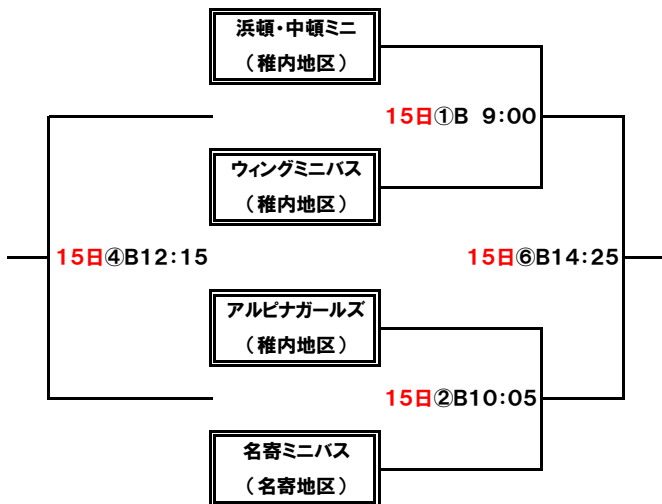 浜頓・中頓ミニ
（稚内地区）
15日①B 9:00
ウィングミニバス
（稚内地区）
15日④B12:15
15日⑥B14:25
アルピナガールズ
（稚内地区）
15日②B10:05
名寄ミニバス
（名寄地区）